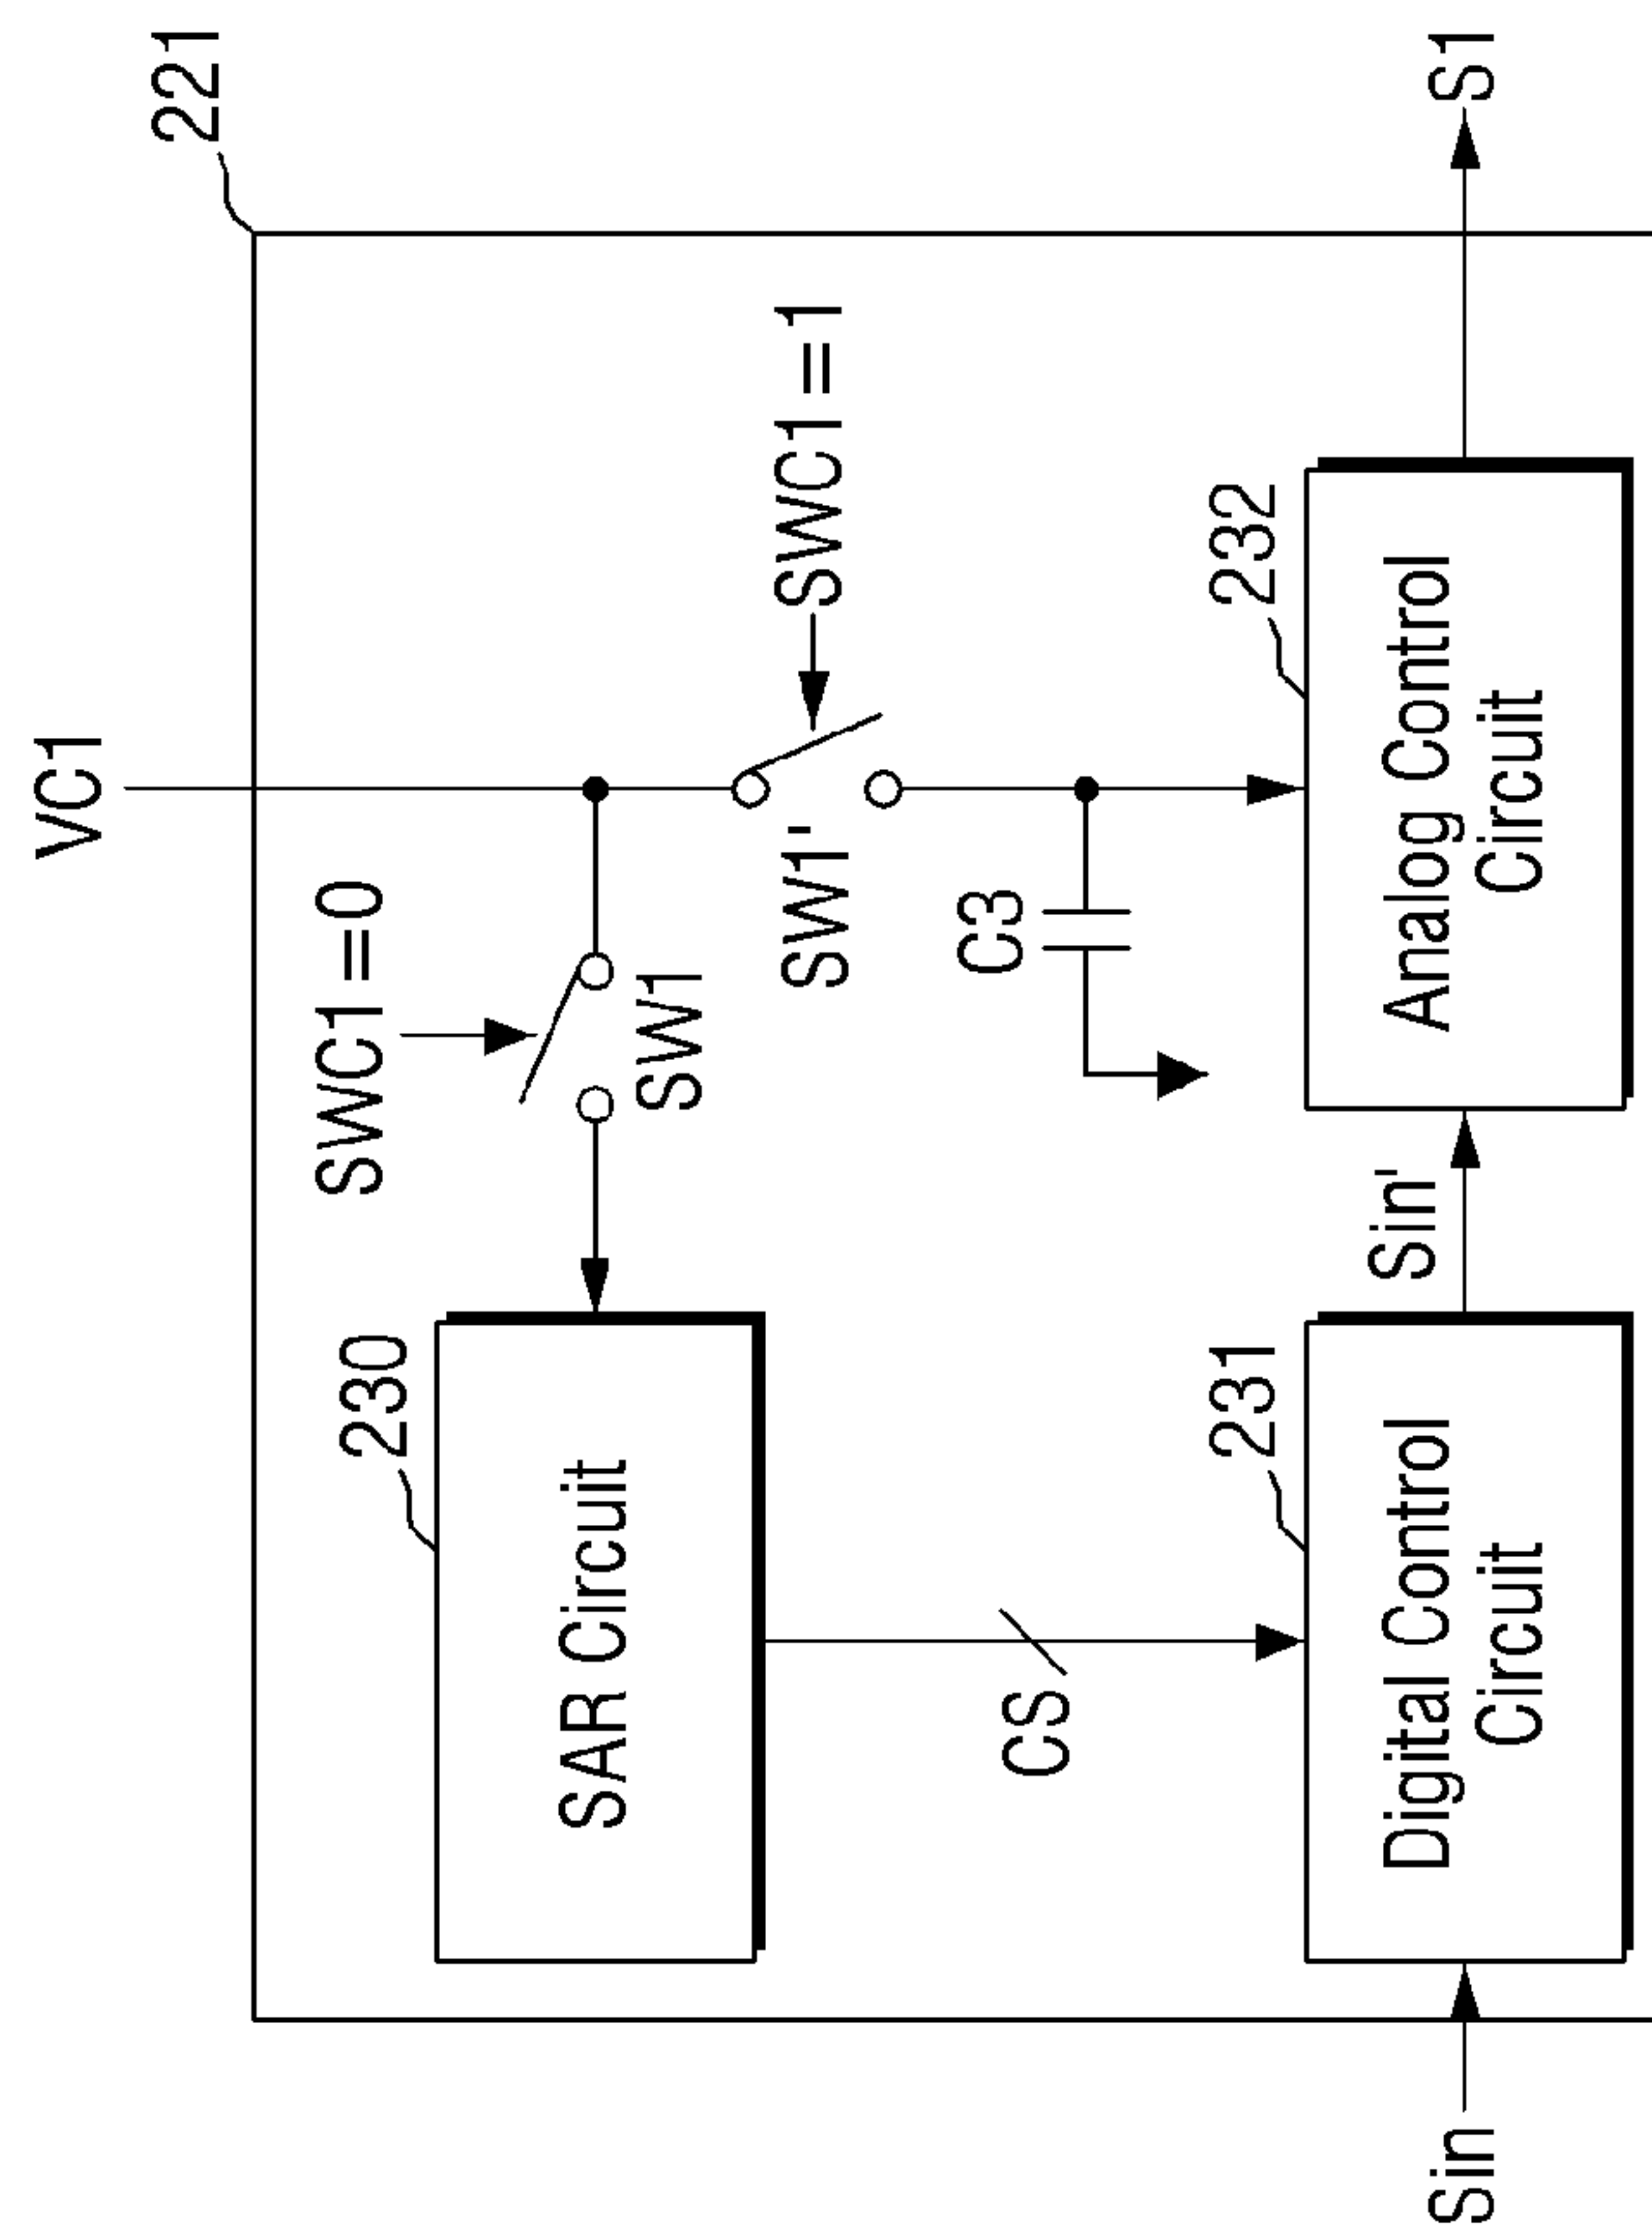 221
VC1
SWC1=0
SWC1=1
230
SAR Circuit
SW1
SW1'
C3
CS
231
232
Sin
Digital Control
Circuit
Sin'
Analog Control
Circuit
S1